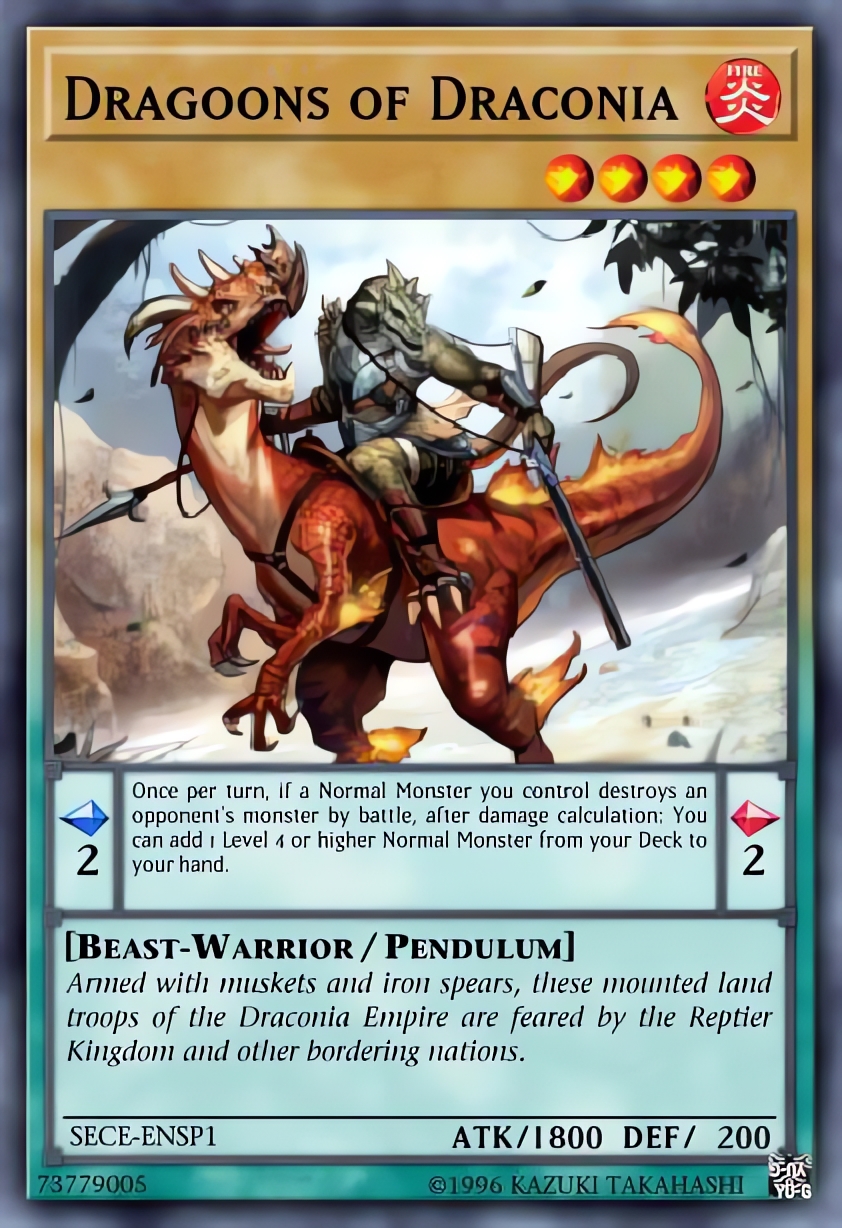 DRAGOONS OF DRACONIA
FIRE
炎
Once per turn, if a Normal Monster you control destroys an
opponent's monster by battle, after damage calculation: You
can add 1 Level 4 or higher Normal Monster from your Deck to
your hand.
2
2
[BEAST-WARRIOR / PENDULUM]
Armed with muskets and iron spears, these mounted land
troops of the Draconia Empire are feared by the Reptier
Kingdom and other bordering nations.
SECE-ENSP1
ATK/1800 DEF/ 200
73779005
©1996 KAZUKI TAKAHASHI